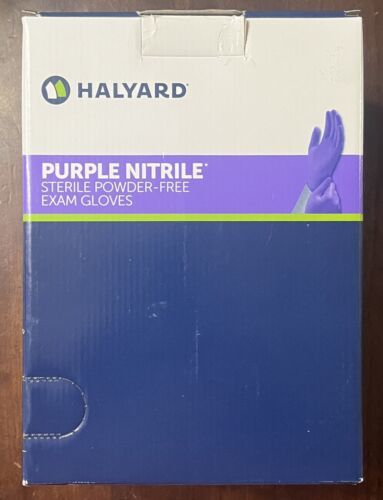 HALYARD
PURPLE NITRILE*
STERILE POWDER-FREE
EXAM GLOVES